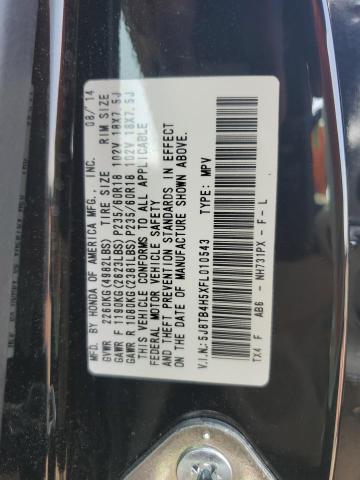 MFD. BY HONDA OF AMERICA MFG., INC. 08/14
TIRE SIZE RIM SIZE
GVWR 2260KG(4982LBS)
GAWR F 1190KG(2623LBS) P235/60R18 102V 18X7.5J
GAWR R 1080KG(2381LBS) P235/60R18 102V 18X7.5J
THIS VEHICLE CONFORMS TO ALL APPLICABLE
FEDERAL MOTOR VEHICLE SAFETY
AND THEFT PREVENTION STANDARDS IN EFFECT
ON THE DATE OF MANUFACTURE SHOWN ABOVE.
V.I.N.: 5J8TB4H5XFL010543 TYPE: MPV
TX4 F AB6 - NH731PX - F - L